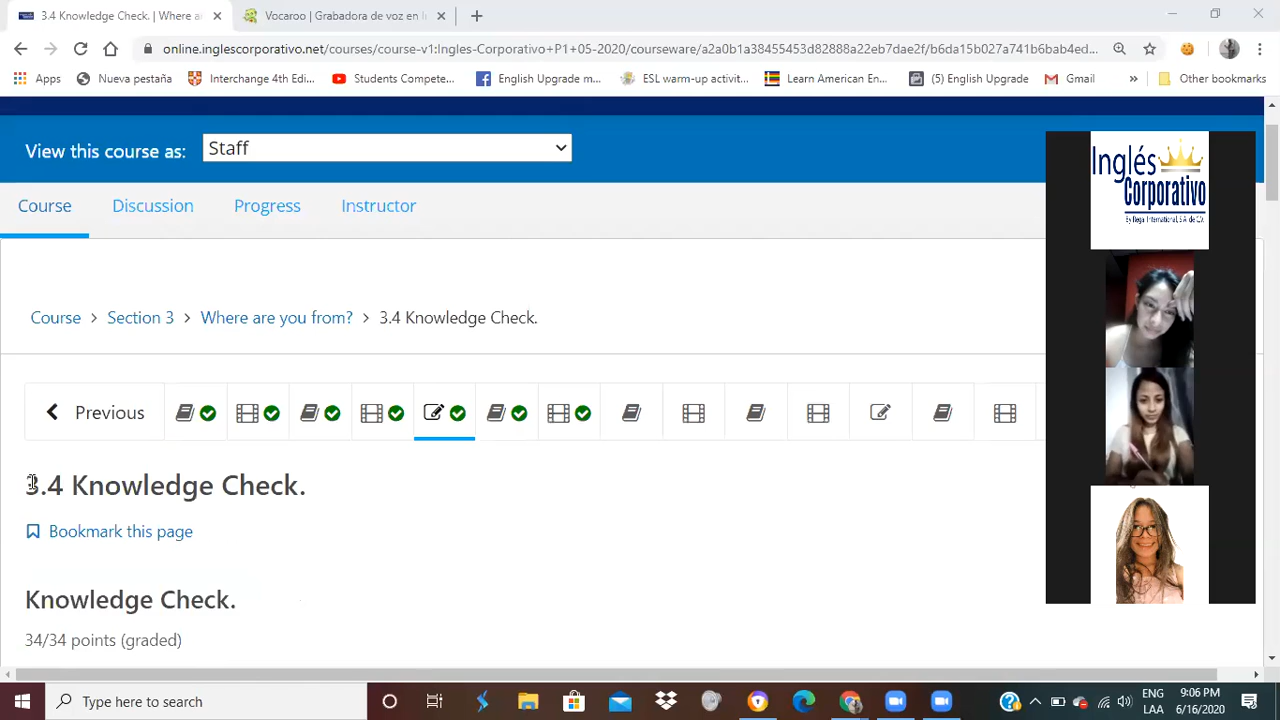 3.4 Knowledge Check. | Where a
Vocaroo | Grabadora de voz en I
online.inglescorporativo.net/courses/course-v1:Ingles-Corporativo+P1+05-2020/courseware/a2a0b1a38455453d82888a22eb7dae2f/b6da15b027a741b6bab4ed...
Apps
Nueva pestaña
Interchange 4th Edi...
Students Compete...
English Upgrade m...
ESL warm-up activit...
Learn American En...
(5) English Upgrade
Gmail
»
Other bookmarks
View this course as:
Staff
Course
Discussion
Progress
Instructor
Inglés
Corporativo
By Regal International, S.A. de C.V.
Course > Section 3 > Where are you from? > 3.4 Knowledge Check.
Previous
3.4 Knowledge Check.
Bookmark this page
Knowledge Check.
34/34 points (graded)
Type here to search
ENG
LAA
9:06 PM
6/16/2020